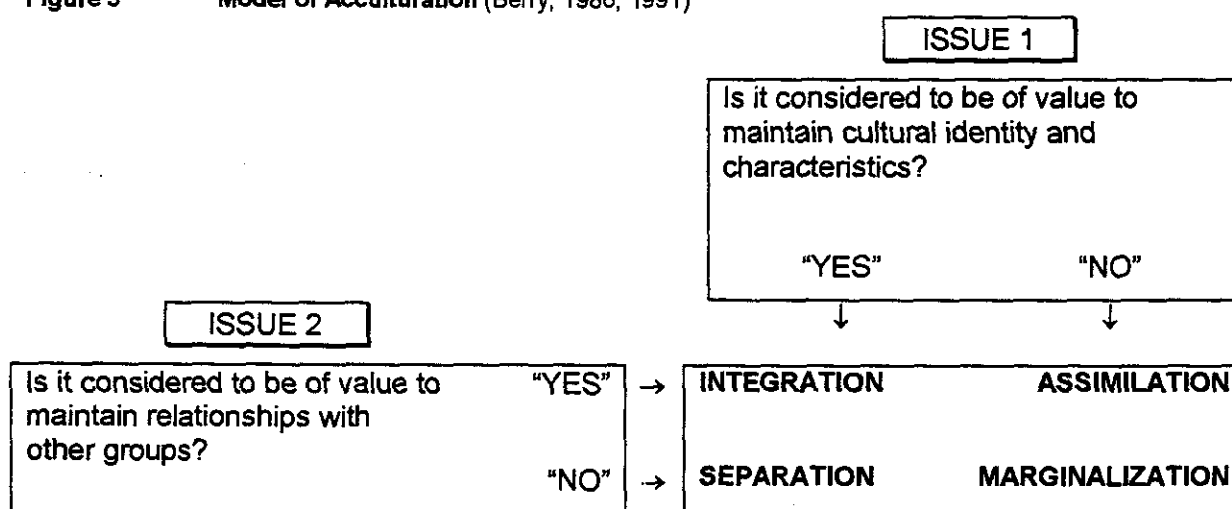 Figure 3 Model of Acculturation (Berry, 1986, 1991)
ISSUE 1
Is it considered to be of value to
maintain cultural identity and
characteristics?
“YES” “NO”
↓ ↓
ISSUE 2
Is it considered to be of value to “YES” → INTEGRATION ASSIMILATION
maintain relationships with
other groups?
“NO” → SEPARATION MARGINALIZATION